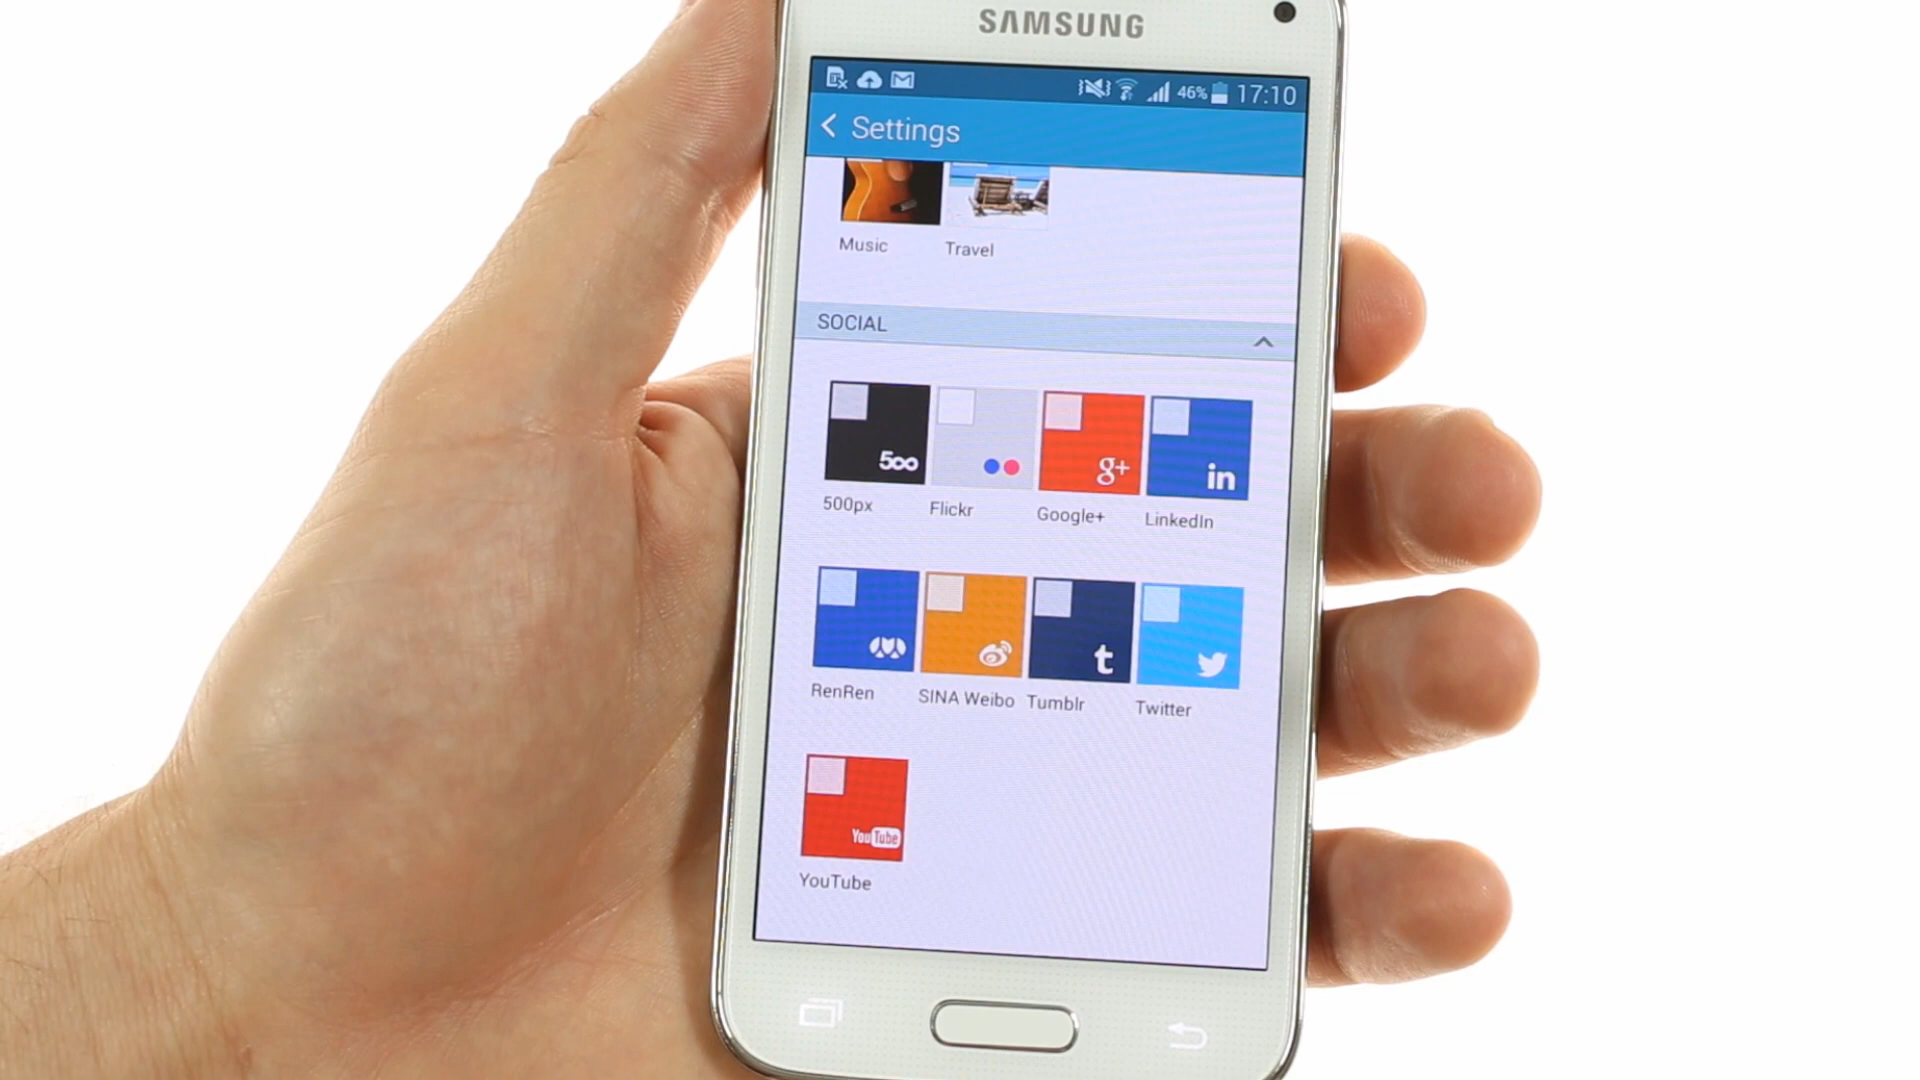 SAMSUNG
46% 17:10
Settings
Music Travel
SOCIAL
500 g+ in
500px Flickr Google+ LinkedIn
t
RenRen SINA Weibo Tumblr Twitter
YouTube
YouTube